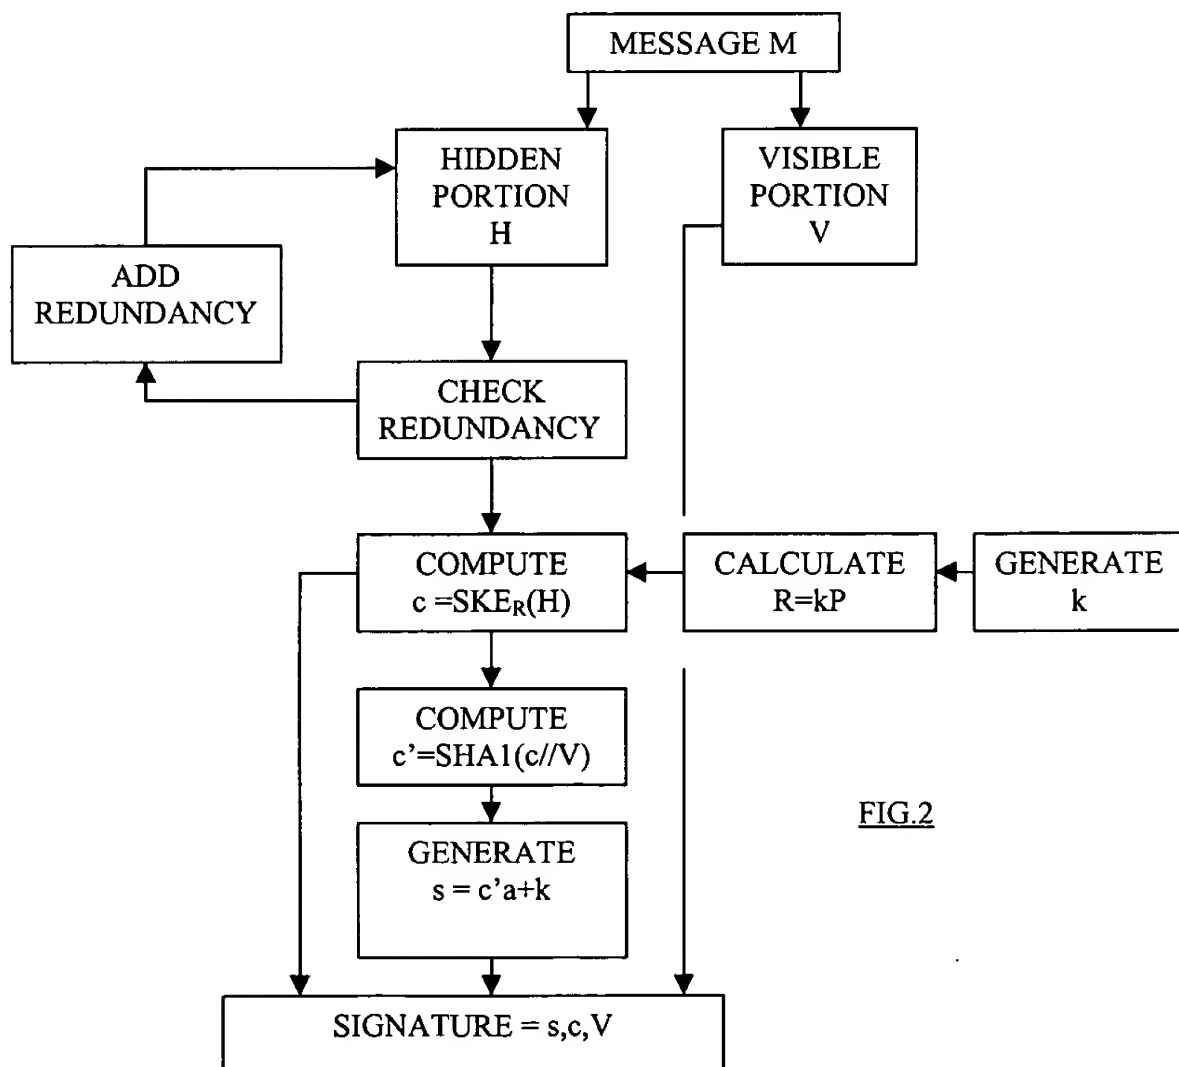 MESSAGE M
HIDDEN
PORTION
H
VISIBLE
PORTION
V
ADD
REDUNDANCY
CHECK
REDUNDANCY
COMPUTE
c =SKER(H)
CALCULATE
R=kP
GENERATE
k
COMPUTE
c’=SHA1(c//V)
GENERATE
s = c’a+k
FIG.2
SIGNATURE = s,c,V